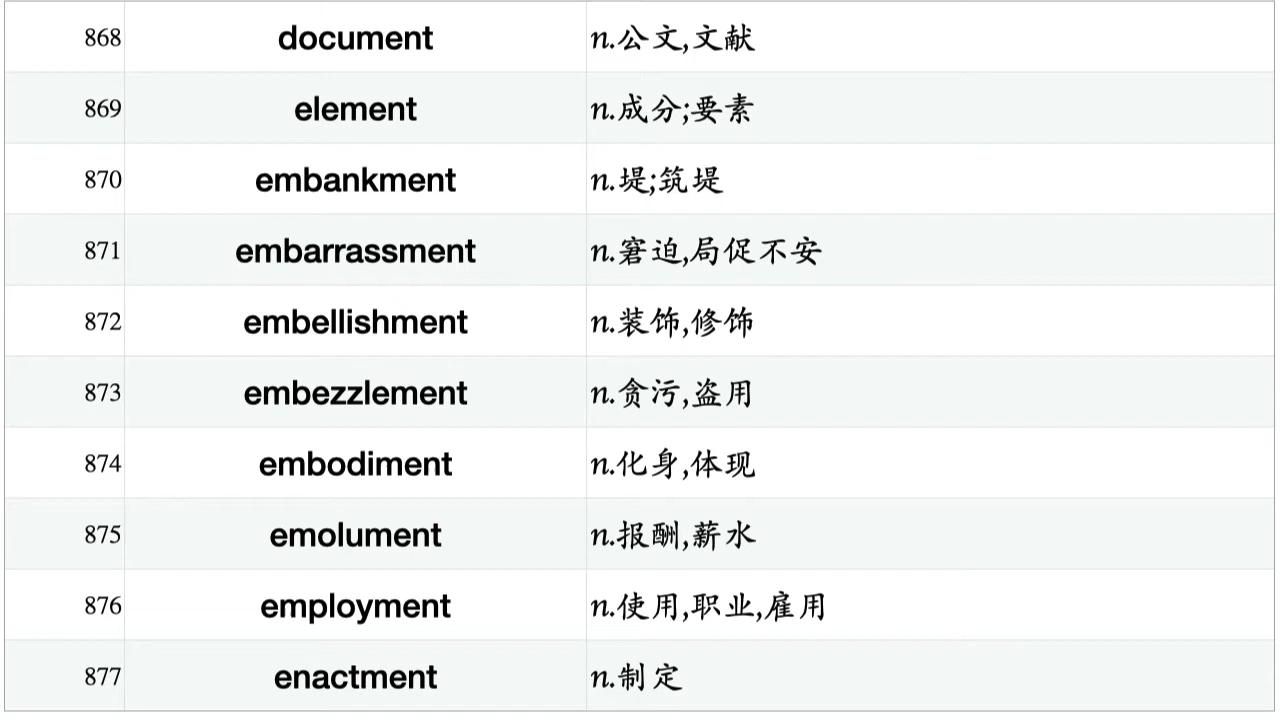 868 document n.公文,文献
869 element n.成分;要素
870 embankment n.堤;筑堤
871 embarrassment n.窘迫,局促不安
872 embellishment n.装饰,修饰
873 embezzlement n.贪污,盗用
874 embodiment n.化身,体现
875 emolument n.报酬,薪水
876 employment n.使用,职业,雇用
877 enactment n.制定